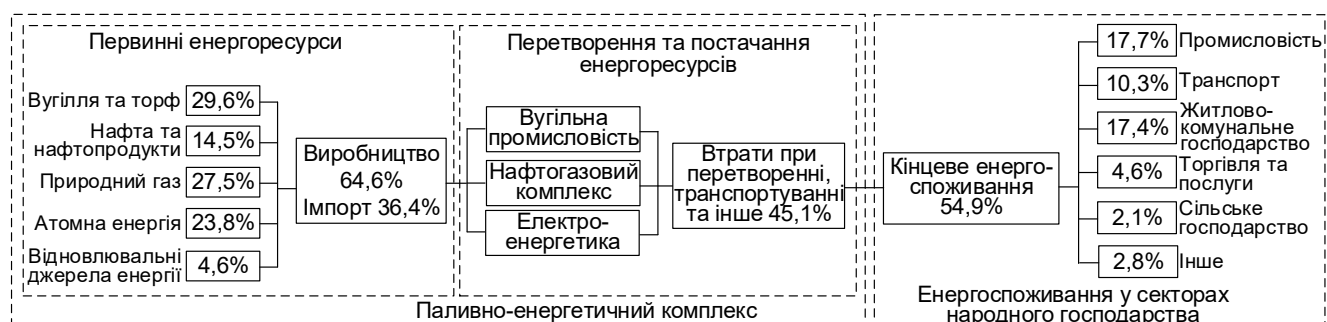 Первинні енергоресурси
Вугілля та торф 29,6%
Нафта та
нафтопродукти 14,5%
Природний газ 27,5%
Атомна енергія 23,8%
Відновлювальні
джерела енергії 4,6%
Виробництво
64,6%
Імпорт 36,4%
Перетворення та постачання
енергоресурсів
Вугільна
промисловість
Нафтогазовий
комплекс
Електро-
енергетика
Втрати при
перетворенні,
транспортуванні
та інше 45,1%
Паливно-енергетичний комплекс
Кінцеве енерго-
споживання
54,9%
17,7% Промисловість
10,3% Транспорт
17,4% Житлово-
комунальне
господарство
4,6% Торгівля та
послуги
2,1% Сільське
господарство
2,8% Інше
Енергоспоживання у секторах
народного господарства